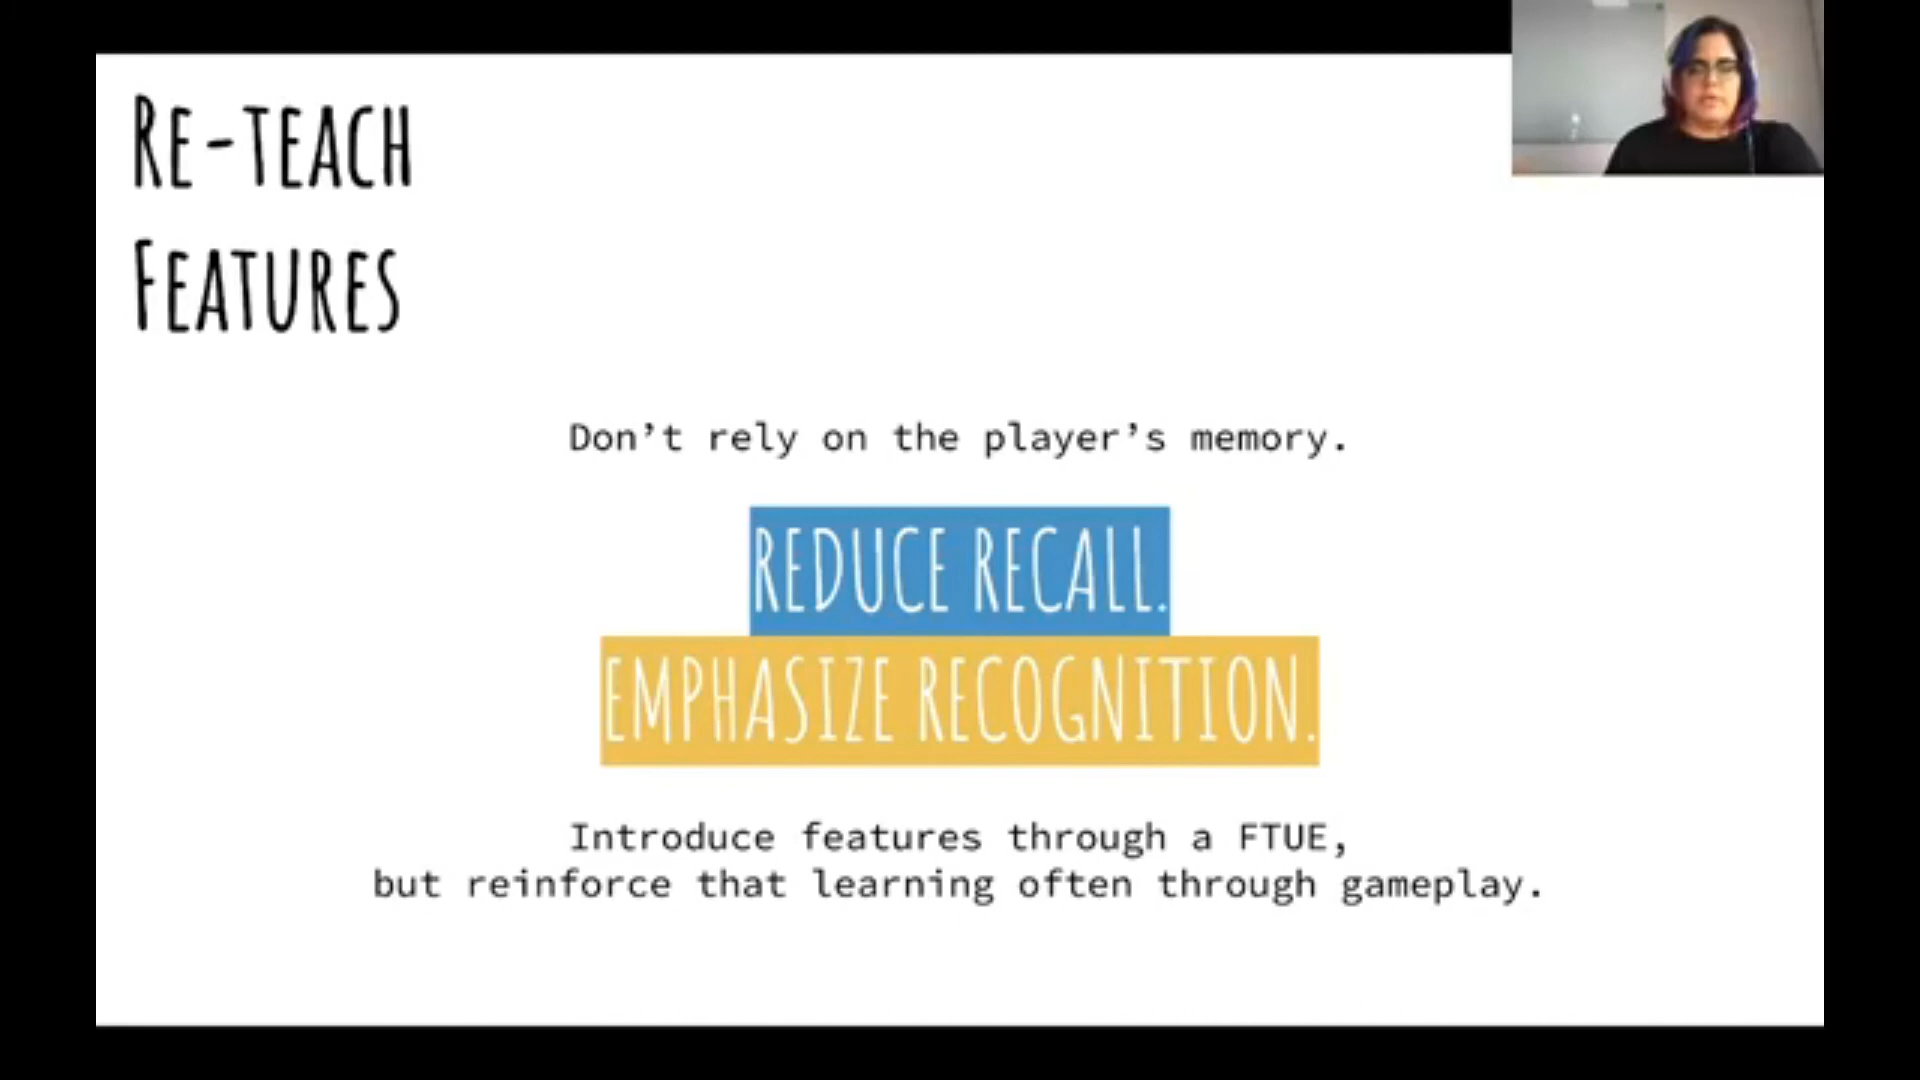 RE-TEACH
FEATURES
Don’t rely on the player’s memory.
REDUCE RECALL.
EMPHASIZE RECOGNITION.
Introduce features through a FTUE,
but reinforce that learning often through gameplay.